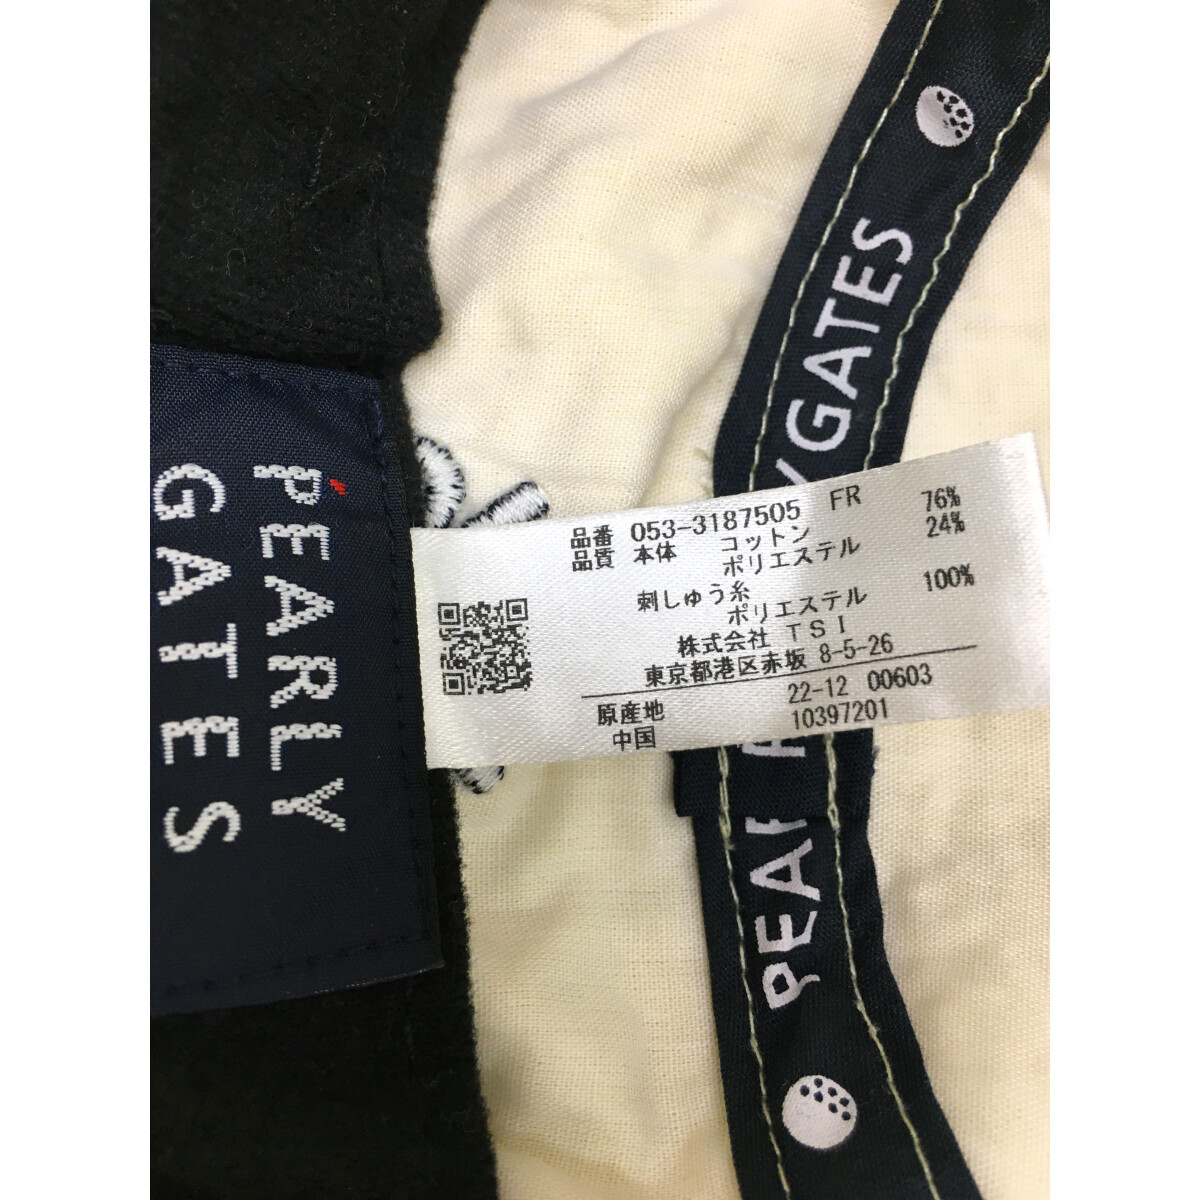 PEARLY
GATES
Y GATES
PEAR
品番 053-3187505 FR
品質 本体 コットン 76%
ポリエステル 24%
刺しゅう糸
ポリエステル 100%
株式会社 TSI
東京都港区赤坂 8-5-26
原産地 22-12 00603
中国 10397201